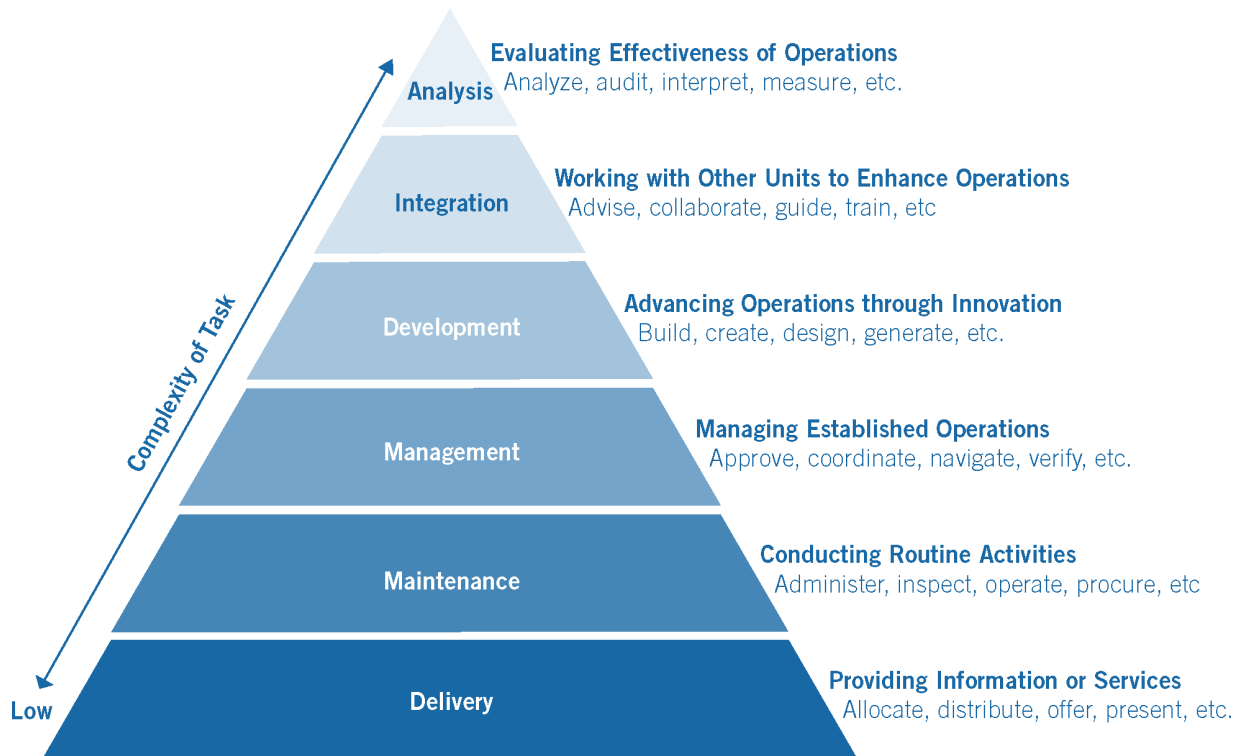 Evaluating Effectiveness of Operations
Analyze, audit, interpret, measure, etc.
Analysis
Working with Other Units to Enhance Operations
Advise, collaborate, guide, train, etc
Integration
Advancing Operations through Innovation
Build, create, design, generate, etc.
Development
Complexity of Task
Managing Established Operations
Approve, coordinate, navigate, verify, etc.
Management
Conducting Routine Activities
Administer, inspect, operate, procure, etc
Maintenance
Providing Information or Services
Allocate, distribute, offer, present, etc.
Delivery
Low